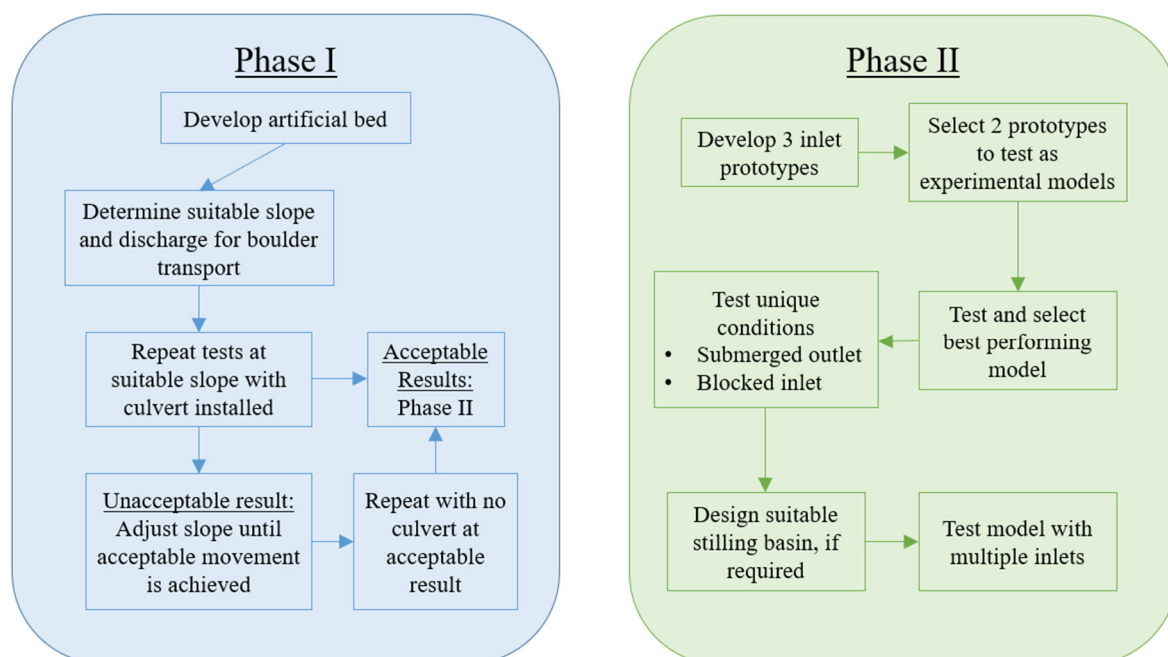 Phase I
Develop artificial bed
Determine suitable slope
and discharge for boulder
transport
Repeat tests at
suitable slope with
culvert installed
Acceptable
Results:
Phase II
Unacceptable result:
Adjust slope until
acceptable movement
is achieved
Repeat with no
culvert at
acceptable
result
Phase II
Develop 3 inlet
prototypes
Select 2 prototypes
to test as
experimental models
Test and select
best performing
model
Test unique
conditions
• Submerged outlet
• Blocked inlet
Design suitable
stilling basin, if
required
Test model with
multiple inlets